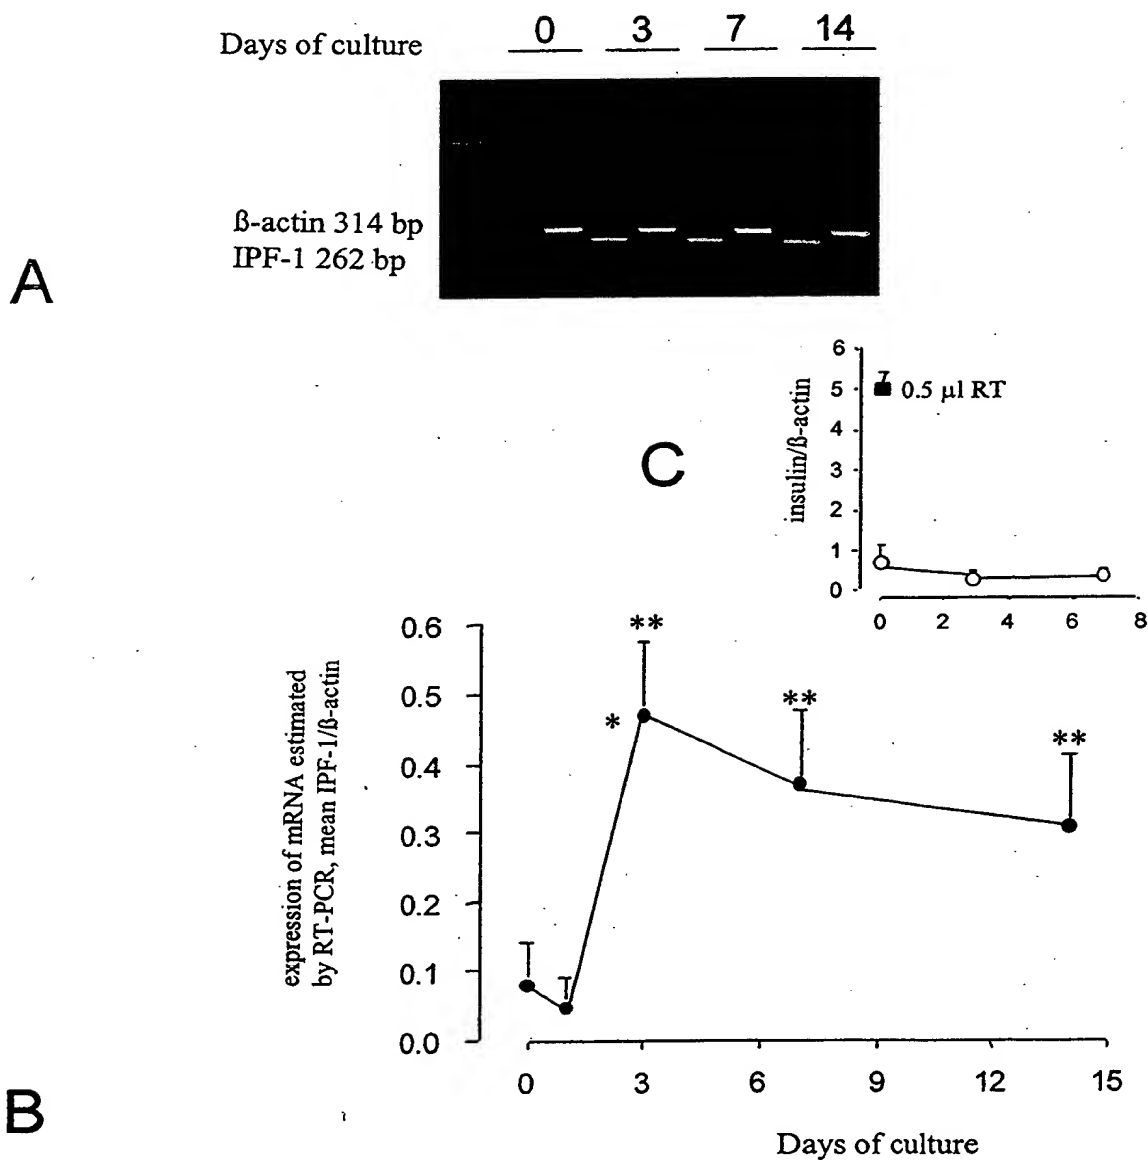 Days of culture 0 3 7 14
ß-actin 314 bp
IPF-1 262 bp
A
C
insulin/ß-actin
6
5
4
3
2
1
0
0.5 µl RT
0 2 4 6 8
B
expression of mRNA estimated
by RT-PCR, mean IPF-1/ß-actin
0.6
0.5
0.4
0.3
0.2
0.1
0.0
**
*
**
**
0 3 6 9 12 15
Days of culture